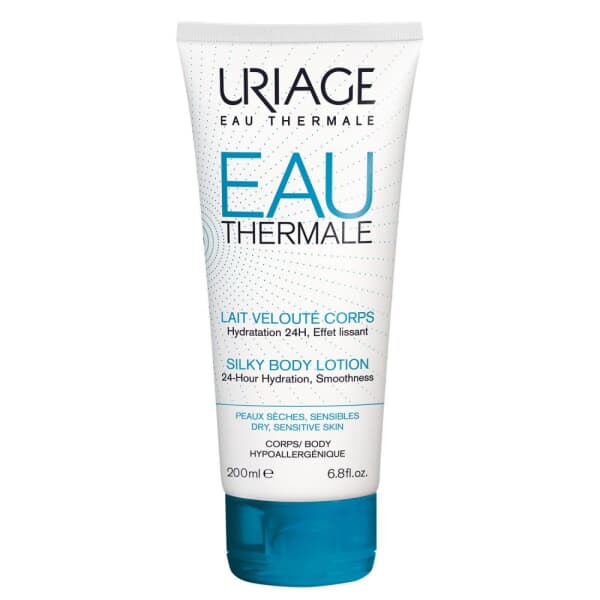 URIAGE
EAU THERMALE
EAU
THERMALE
LAIT VELOUTÉ CORPS
Hydratation 24H, Effet lissant
SILKY BODY LOTION
24-Hour Hydration, Smoothness
PEAUX SÈCHES, SENSIBLES
DRY, SENSITIVE SKIN
CORPS/ BODY
HYPOALLERGÉNIQUE
200ml e 6.8fl.oz.